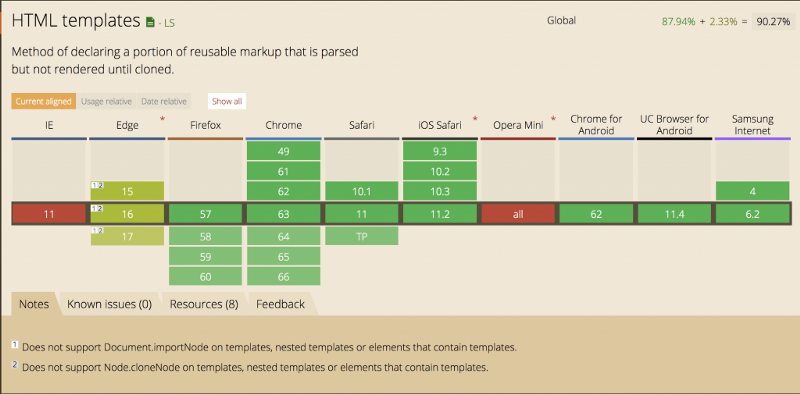 HTML templates - LS
Global 87.94% + 2.33% = 90.27%
Method of declaring a portion of reusable markup that is parsed
but not rendered until cloned.
Current aligned Usage relative Date relative Show all
IE Edge * Firefox Chrome Safari iOS Safari * Opera Mini * Chrome for Android UC Browser for Android Samsung Internet
49 9.3
61 10.2
1 2 15 62 10.1 10.3 4
11 1 2 16 57 63 11 11.2 all 62 11.4 6.2
1 2 17 58 64 TP
59 65
60 66
Notes Known issues (0) Resources (8) Feedback
1 Does not support Document.importNode on templates, nested templates or elements that contain templates.
2 Does not support Node.cloneNode on templates, nested templates or elements that contain templates.